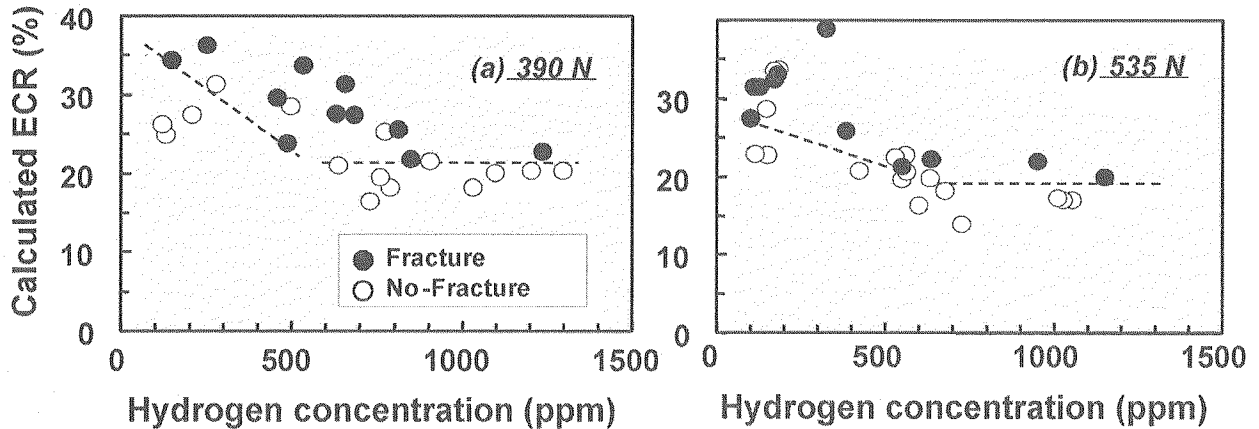 Calculated ECR (%)
40
30
20
10
0
0 500 1000 1500
Hydrogen concentration (ppm)
(a) 390 N
Fracture
No-Fracture
30
20
10
0
0 500 1000 1500
Hydrogen concentration (ppm)
(b) 535 N